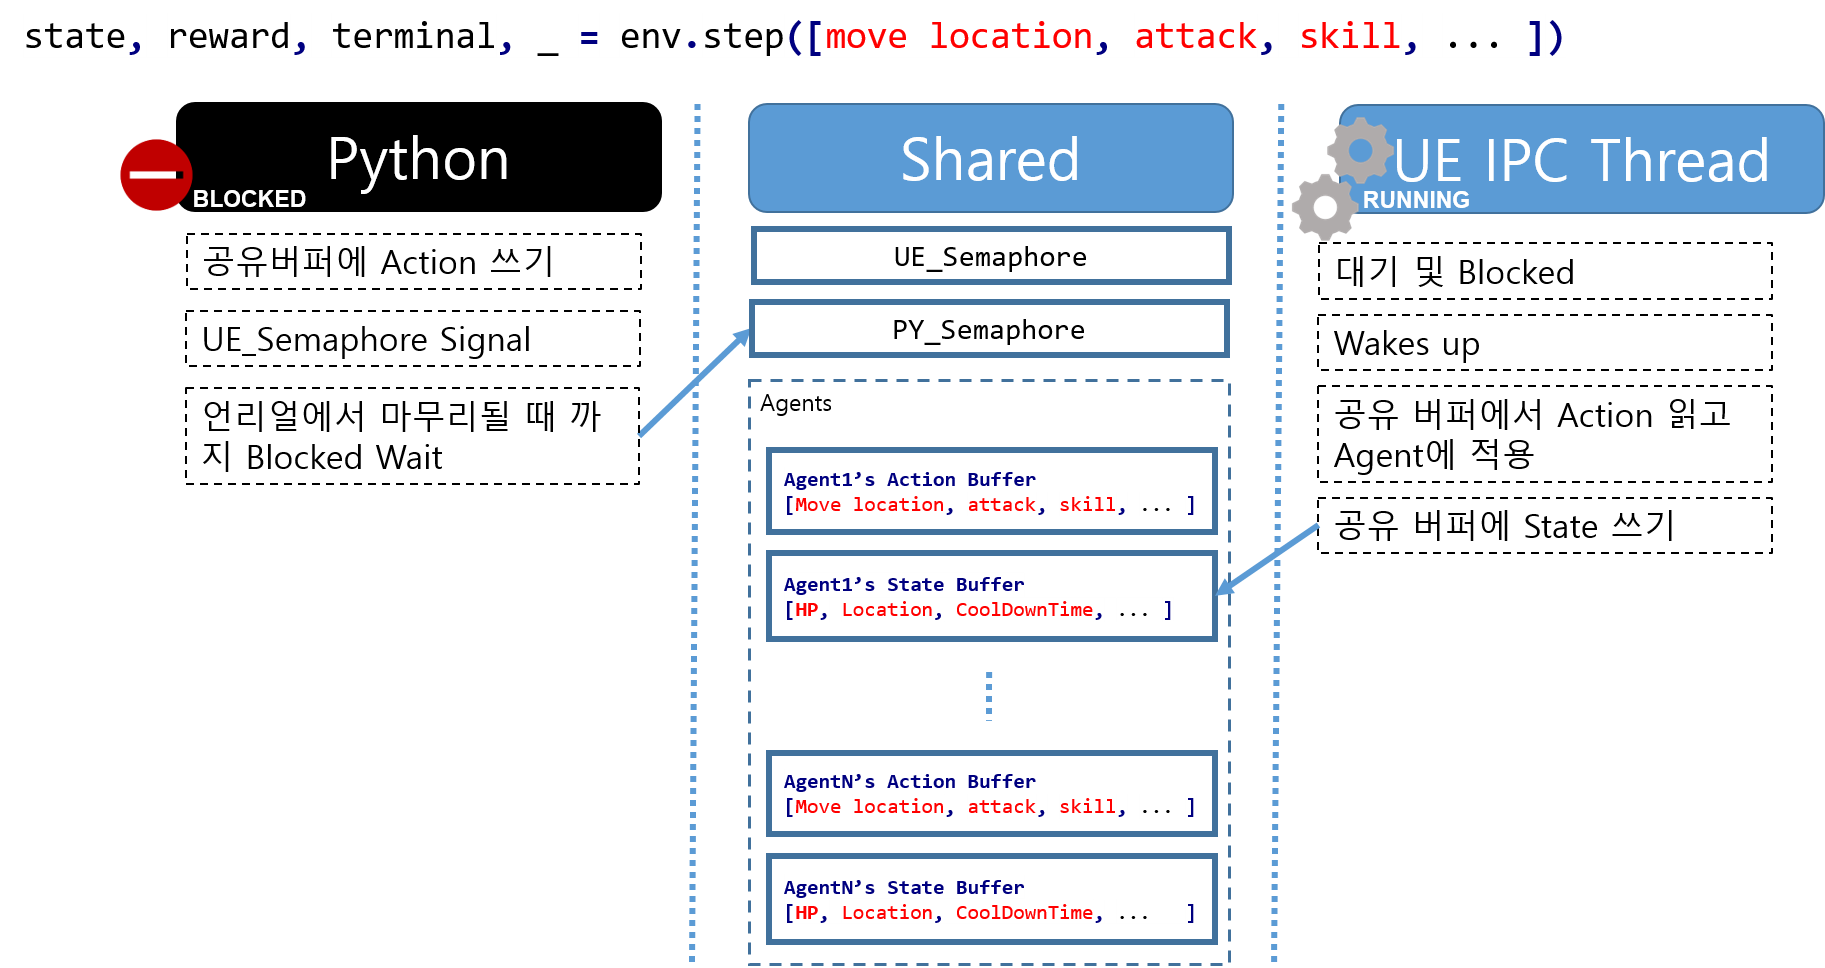 state, reward, terminal, _ = env.step([move location, attack, skill, ... ])
Python
BLOCKED
공유버퍼에 Action 쓰기
UE_Semaphore Signal
언리얼에서 마무리될 때 까
지 Blocked Wait
Shared
UE_Semaphore
PY_Semaphore
Agents
Agent1’s Action Buffer
[Move location, attack, skill, ... ]
Agent1’s State Buffer
[HP, Location, CoolDownTime, ... ]
AgentN’s Action Buffer
[Move location, attack, skill, ... ]
AgentN’s State Buffer
[HP, Location, CoolDownTime, ... ]
UE IPC Thread
RUNNING
대기 및 Blocked
Wakes up
공유 버퍼에서 Action 읽고
Agent에 적용
공유 버퍼에 State 쓰기